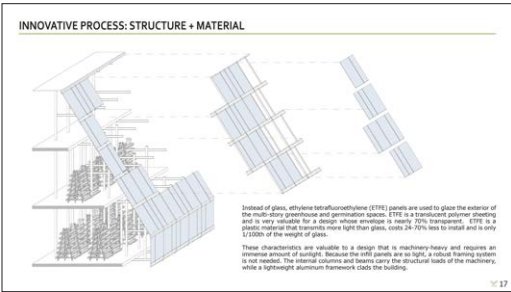 INNOVATIVE PROCESS: STRUCTURE + MATERIAL
Instead of glass, ethylene tetrafluoroethylene (ETFE) panels are used to glaze the exterior of
the multi-story greenhouse and germination spaces. ETFE is a translucent polymer sheeting
and is very valuable for a design whose envelope is nearly 70% transparent. ETFE is a
plastic material that transmits more light than glass, costs 24-70% less to install and is only
1/100th of the weight of glass.
These characteristics are valuable to a design that is machinery-heavy and requires an
immense amount of sunlight. Because the infill panels are so light, a robust framing system
is not needed. The internal columns and beams carry the structural loads of the machinery,
while a lightweight aluminum framework clads the building.
17